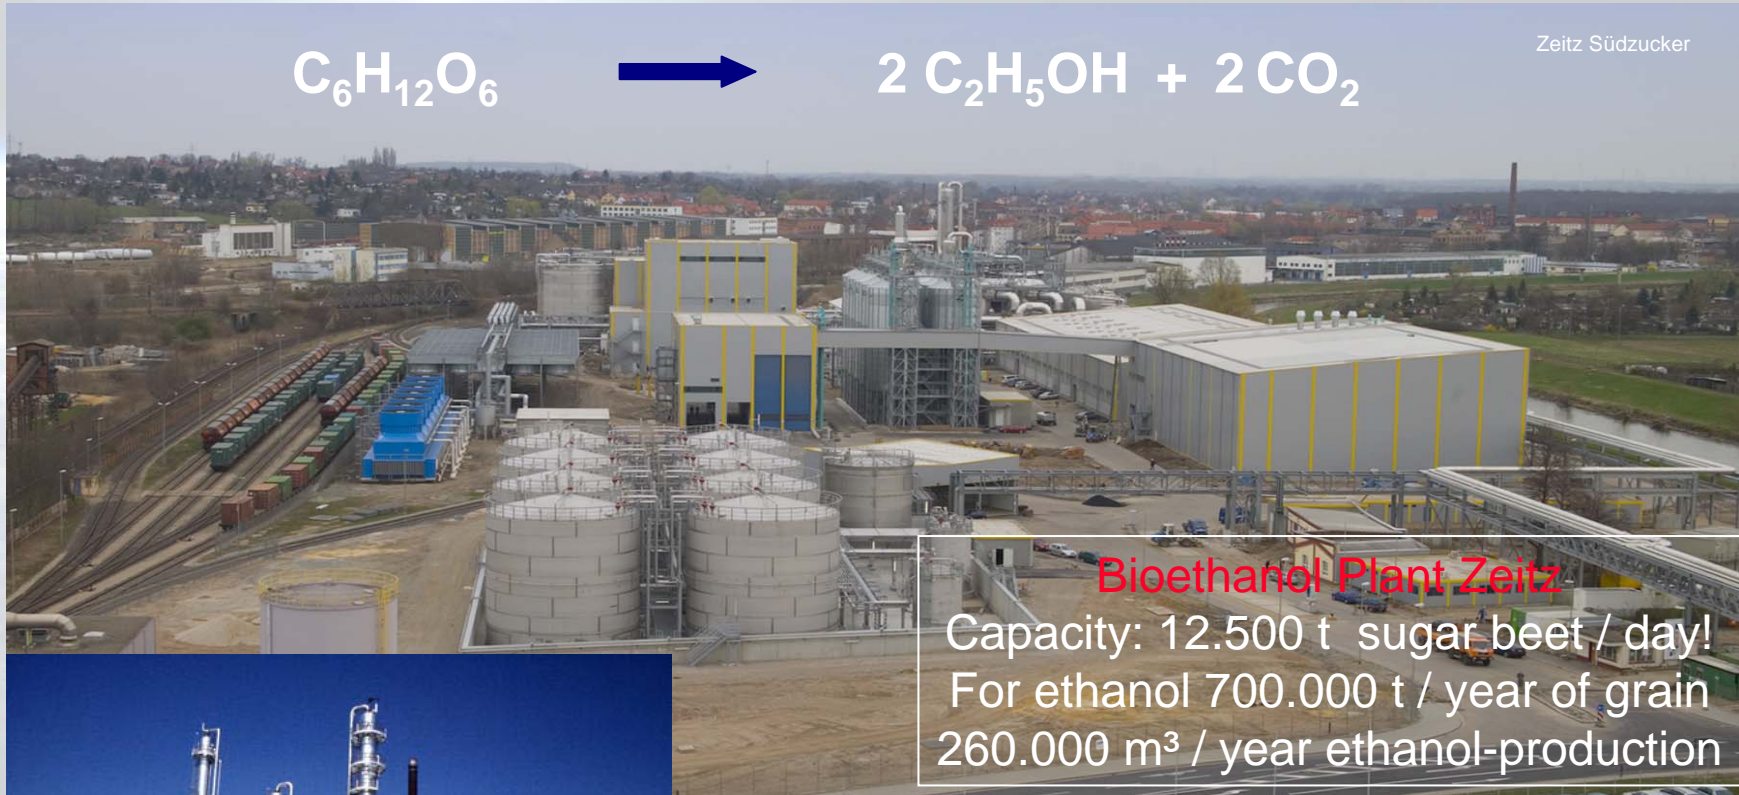 C₆H₁₂O₆ → 2 C₂H₅OH + 2 CO₂
Zeitz Südzucker
Bioethanol Plant Zeitz
Capacity: 12.500 t sugar beet / day!
For ethanol 700.000 t / year of grain
260.000 m³ / year ethanol-production